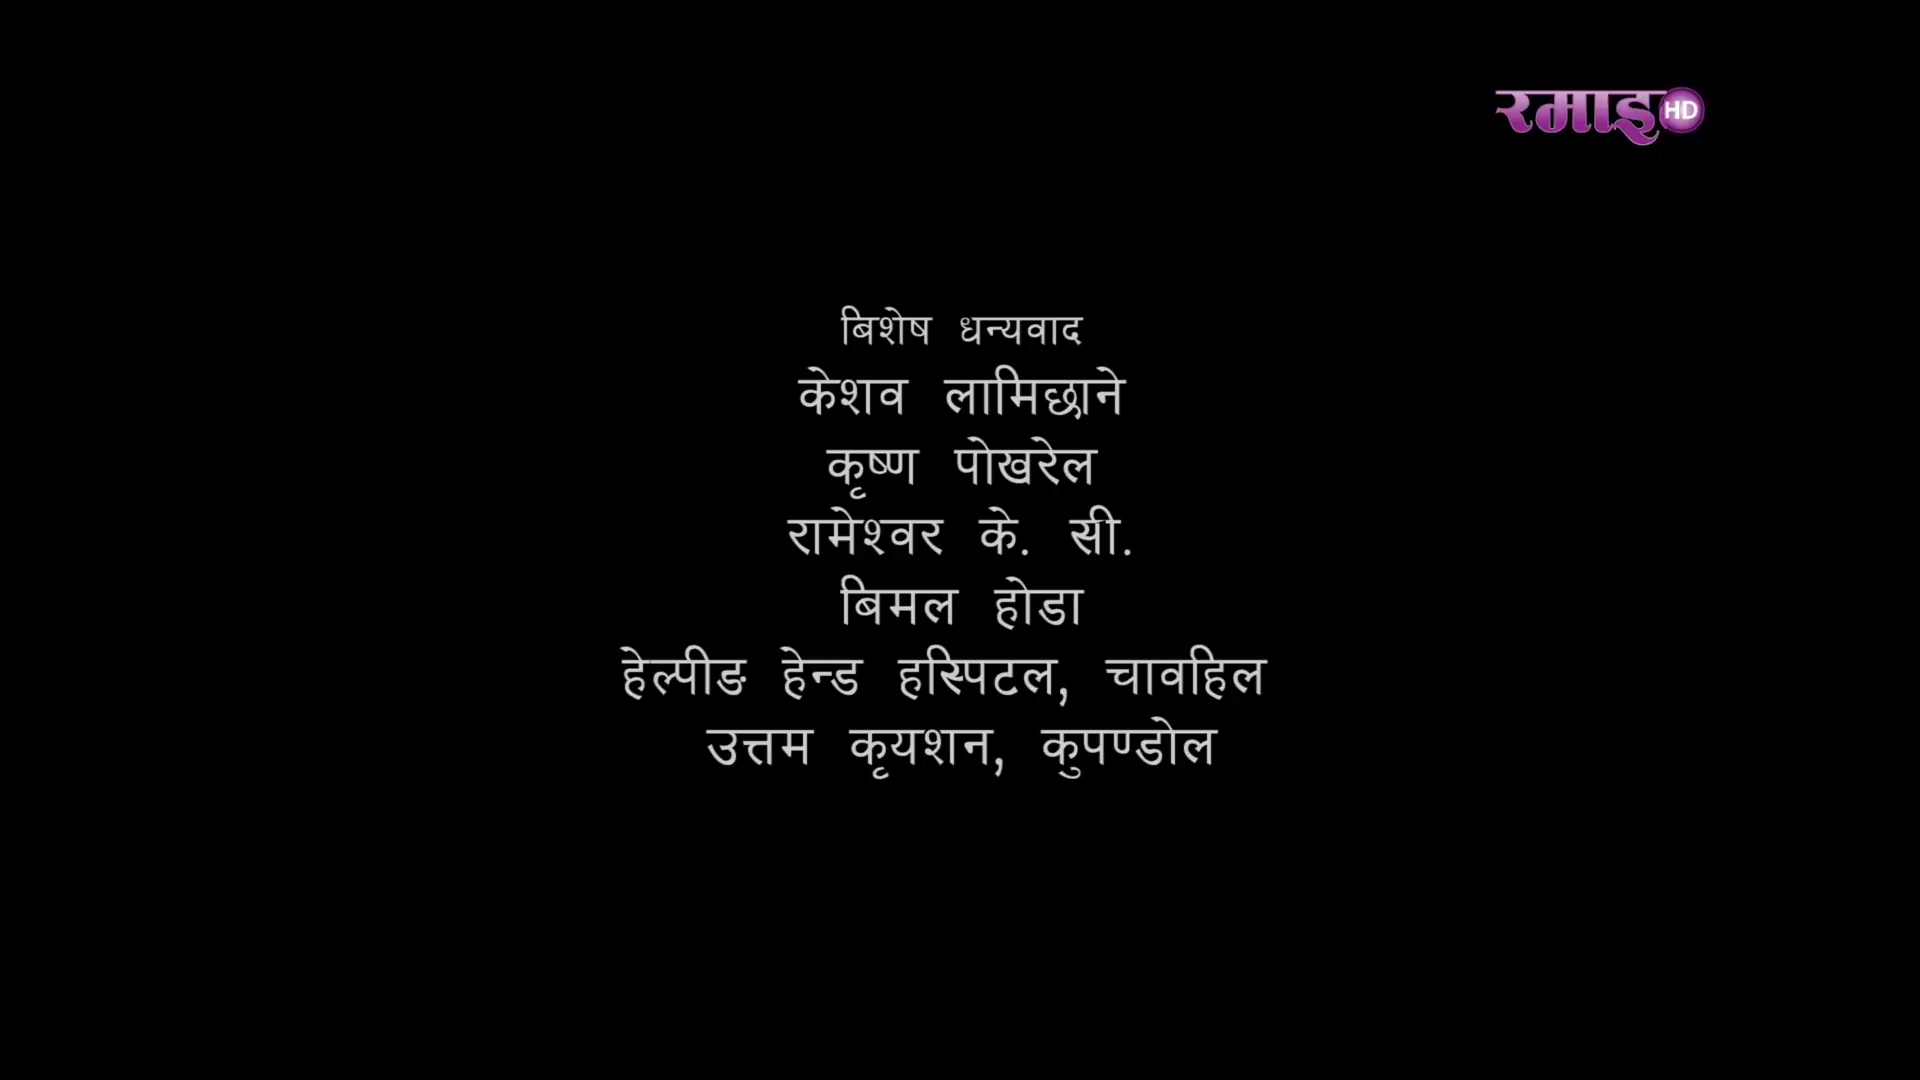 रमाइ HD
बिशेष धन्यवाद
केशव लामिछाने
कृष्ण पोखरेल
रामेश्वर के. सी.
बिमल होडा
हेल्पीङ हेन्ड हस्पिटल, चावहिल
उत्तम कृयशन, कुपण्डोल